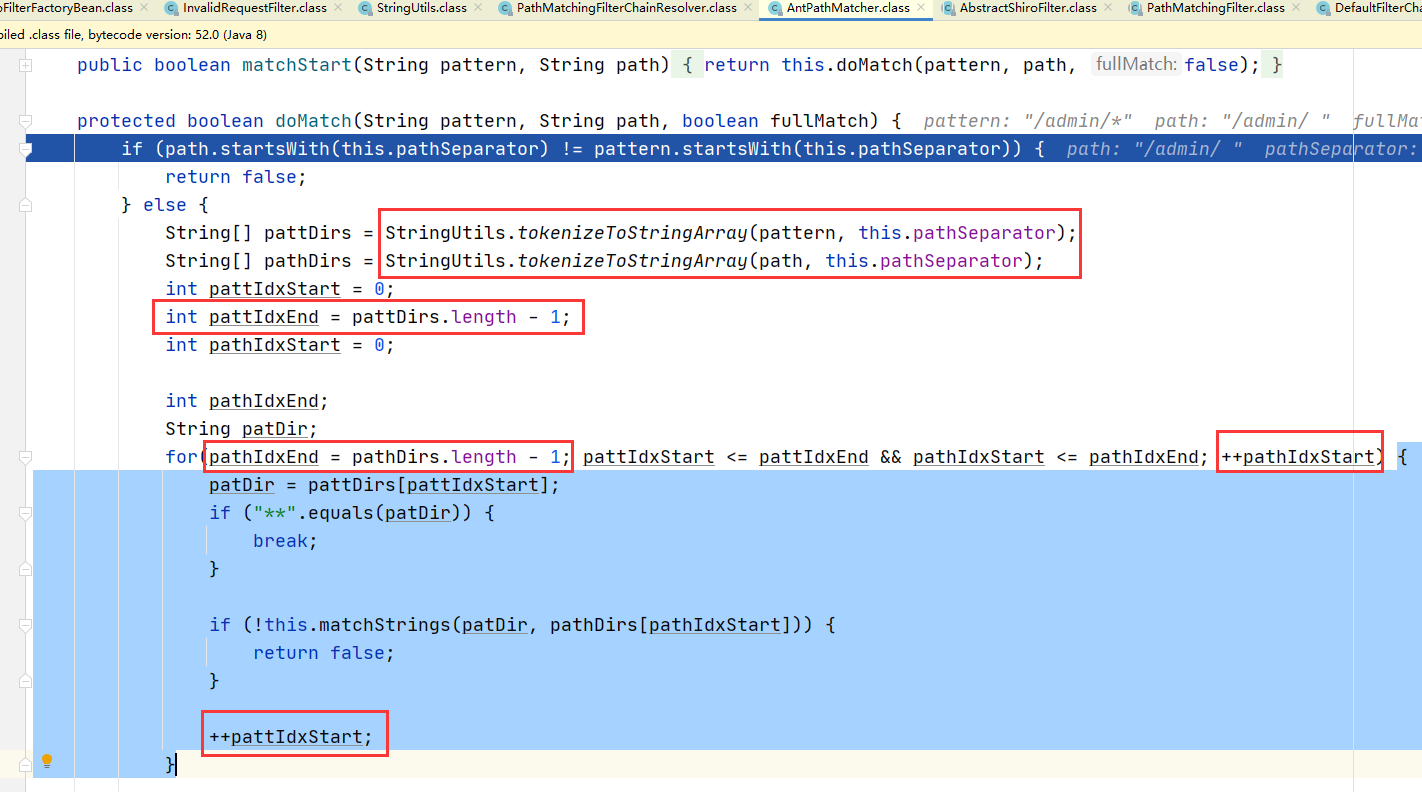 oFilterFactoryBean.class InvalidRequestFilter.class StringUtils.class PathMatchingFilterChainResolver.class AntPathMatcher.class AbstractShiroFilter.class PathMatchingFilter.class DefaultFilterCha
piled .class file, bytecode version: 52.0 (Java 8)
public boolean matchStart(String pattern, String path) { return this.doMatch(pattern, path, fullMatch: false); }
protected boolean doMatch(String pattern, String path, boolean fullMatch) { pattern: "/admin/*" path: "/admin/ " fullMat
if (path.startsWith(this.pathSeparator) != pattern.startsWith(this.pathSeparator)) { path: "/admin/ " pathSeparator:
return false;
} else {
String[] pattDirs = StringUtils.tokenizeToStringArray(pattern, this.pathSeparator);
String[] pathDirs = StringUtils.tokenizeToStringArray(path, this.pathSeparator);
int pattIdxStart = 0;
int pattIdxEnd = pattDirs.length - 1;
int pathIdxStart = 0;
int pathIdxEnd;
String patDir;
for(pathIdxEnd = pathDirs.length - 1; pattIdxStart <= pattIdxEnd && pathIdxStart <= pathIdxEnd; ++pathIdxStart) {
patDir = pattDirs[pattIdxStart];
if ("**".equals(patDir)) {
break;
}
if (!this.matchStrings(patDir, pathDirs[pathIdxStart])) {
return false;
}
++pattIdxStart;
}